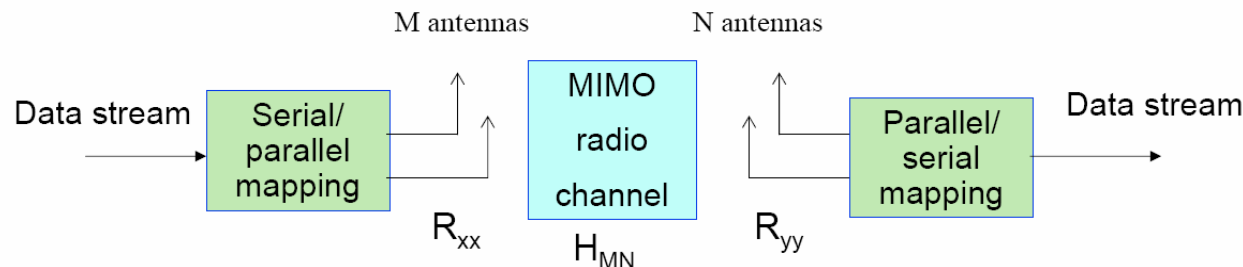 M antennas
N antennas
Data stream
Serial/
parallel
mapping
MIMO
radio
channel
Parallel/
serial
mapping
Data stream
Rxx
HMN
Ryy